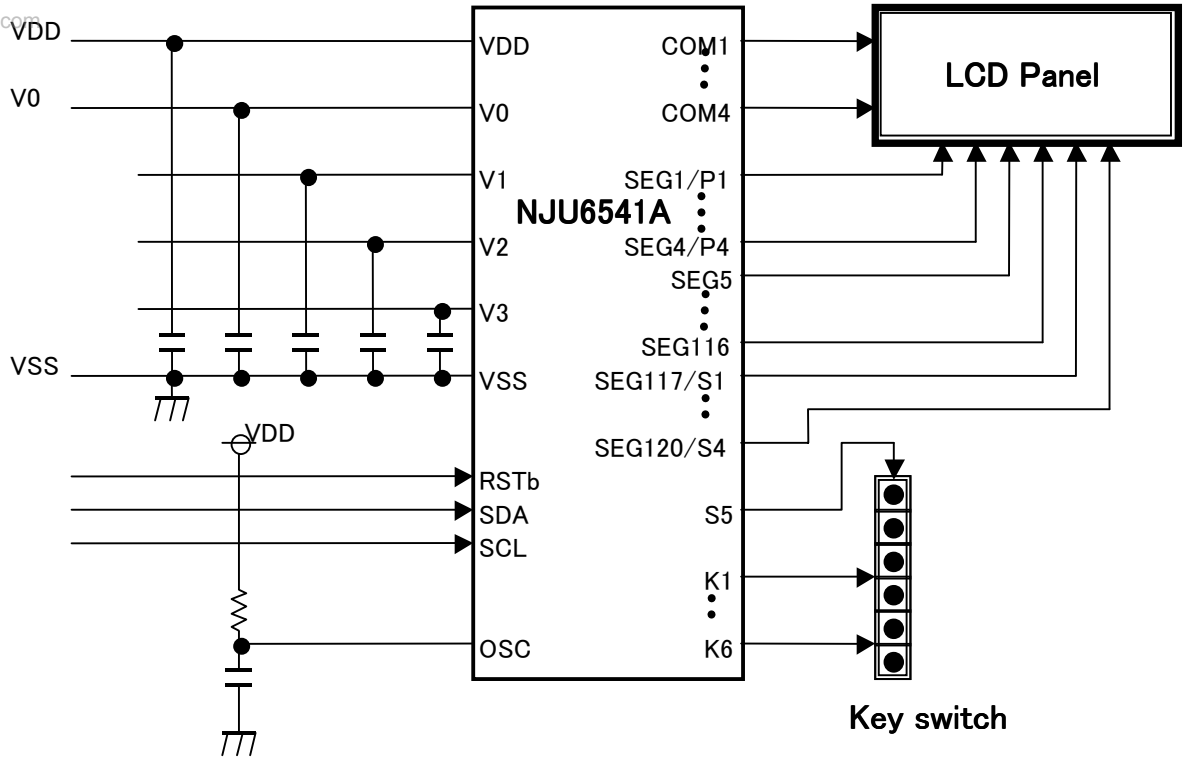 com
VDD
V0
VSS
VDD
VDD
V0
V1
V2
V3
VSS
RSTb
SDA
SCL
OSC
NJU6541A
COM1
COM4
SEG1/P1
SEG4/P4
SEG5
SEG116
SEG117/S1
SEG120/S4
S5
K1
K6
LCD Panel
Key switch